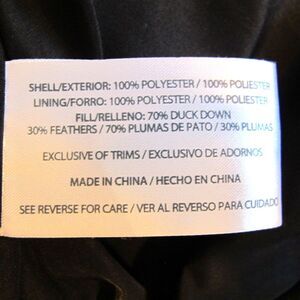 SHELL/EXTERIOR: 100% POLYESTER / 100% POLIESTER
LINING/FORRO: 100% POLYESTER / 100% POLIESTER
FILL/RELLENO: 70% DUCK DOWN
30% FEATHERS / 70% PLUMAS DE PATO / 30% PLUMAS
EXCLUSIVE OF TRIMS / EXCLUSIVO DE ADORNOS
MADE IN CHINA / HECHO EN CHINA
SEE REVERSE FOR CARE / VER AL REVERSO PARA CUIDADO